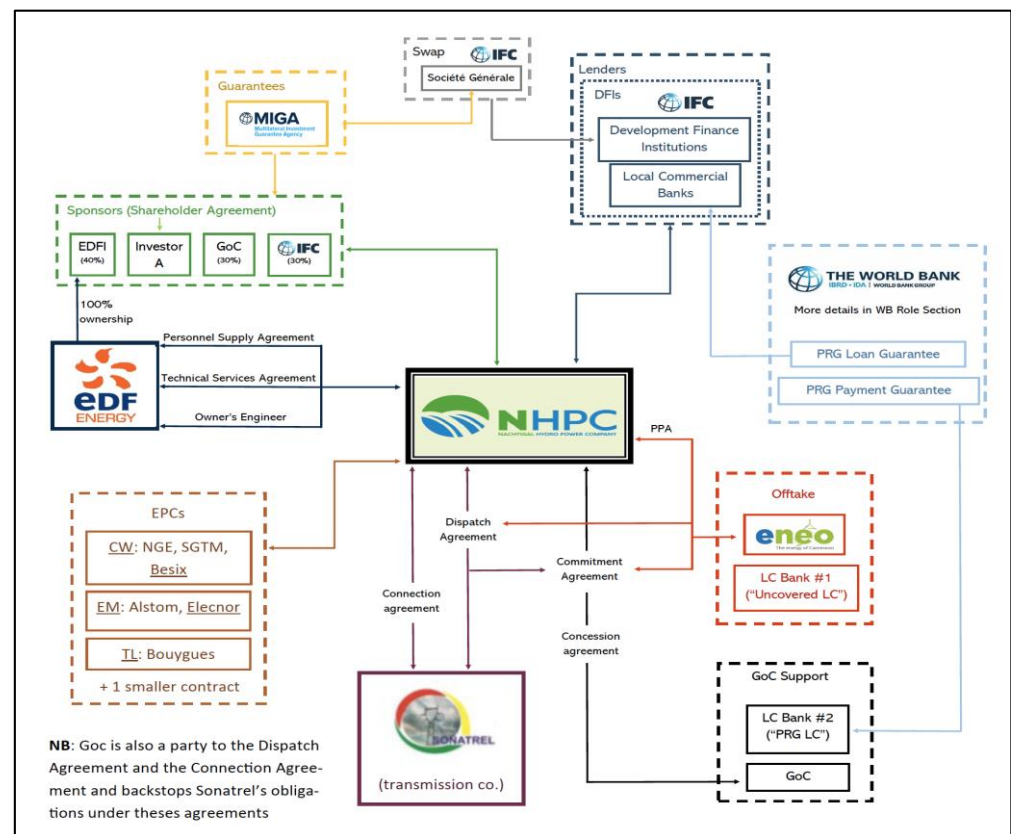 Swap
IFC
Société Générale
Guarantees
MIGA
Multilateral Investment
Guarantee Agency
Lenders
DFIs
IFC
Development Finance
Institutions
Local Commercial
Banks
Sponsors (Shareholder Agreement)
EDFI
(40%)
Investor
A
GoC
(30%)
IFC
(30%)
100%
ownership
THE WORLD BANK
IBRD • IDA | WORLD BANK GROUP
More details in WB Role Section
PRG Loan Guarantee
PRG Payment Guarantee
eDF
ENERGY
Personnel Supply Agreement
Technical Services Agreement
Owner's Engineer
NHPC
NACHTIGAL HYDRO POWER COMPANY
PPA
EPCs
CW: NGE, SGTM,
Besix
EM: Alstom, Elecnor
TL: Bouygues
+ 1 smaller contract
Dispatch
Agreement
Connection
agreement
Commitment
Agreement
Concession
agreement
Offtake
eneo
The energy of Cameroon
LC Bank #1
("Uncovered LC")
SONATREL
(transmission co.)
GoC Support
LC Bank #2
("PRG LC")
GoC
NB: Goc is also a party to the Dispatch
Agreement and the Connection Agree-
ment and backstops Sonatrel's obliga-
tions under theses agreements